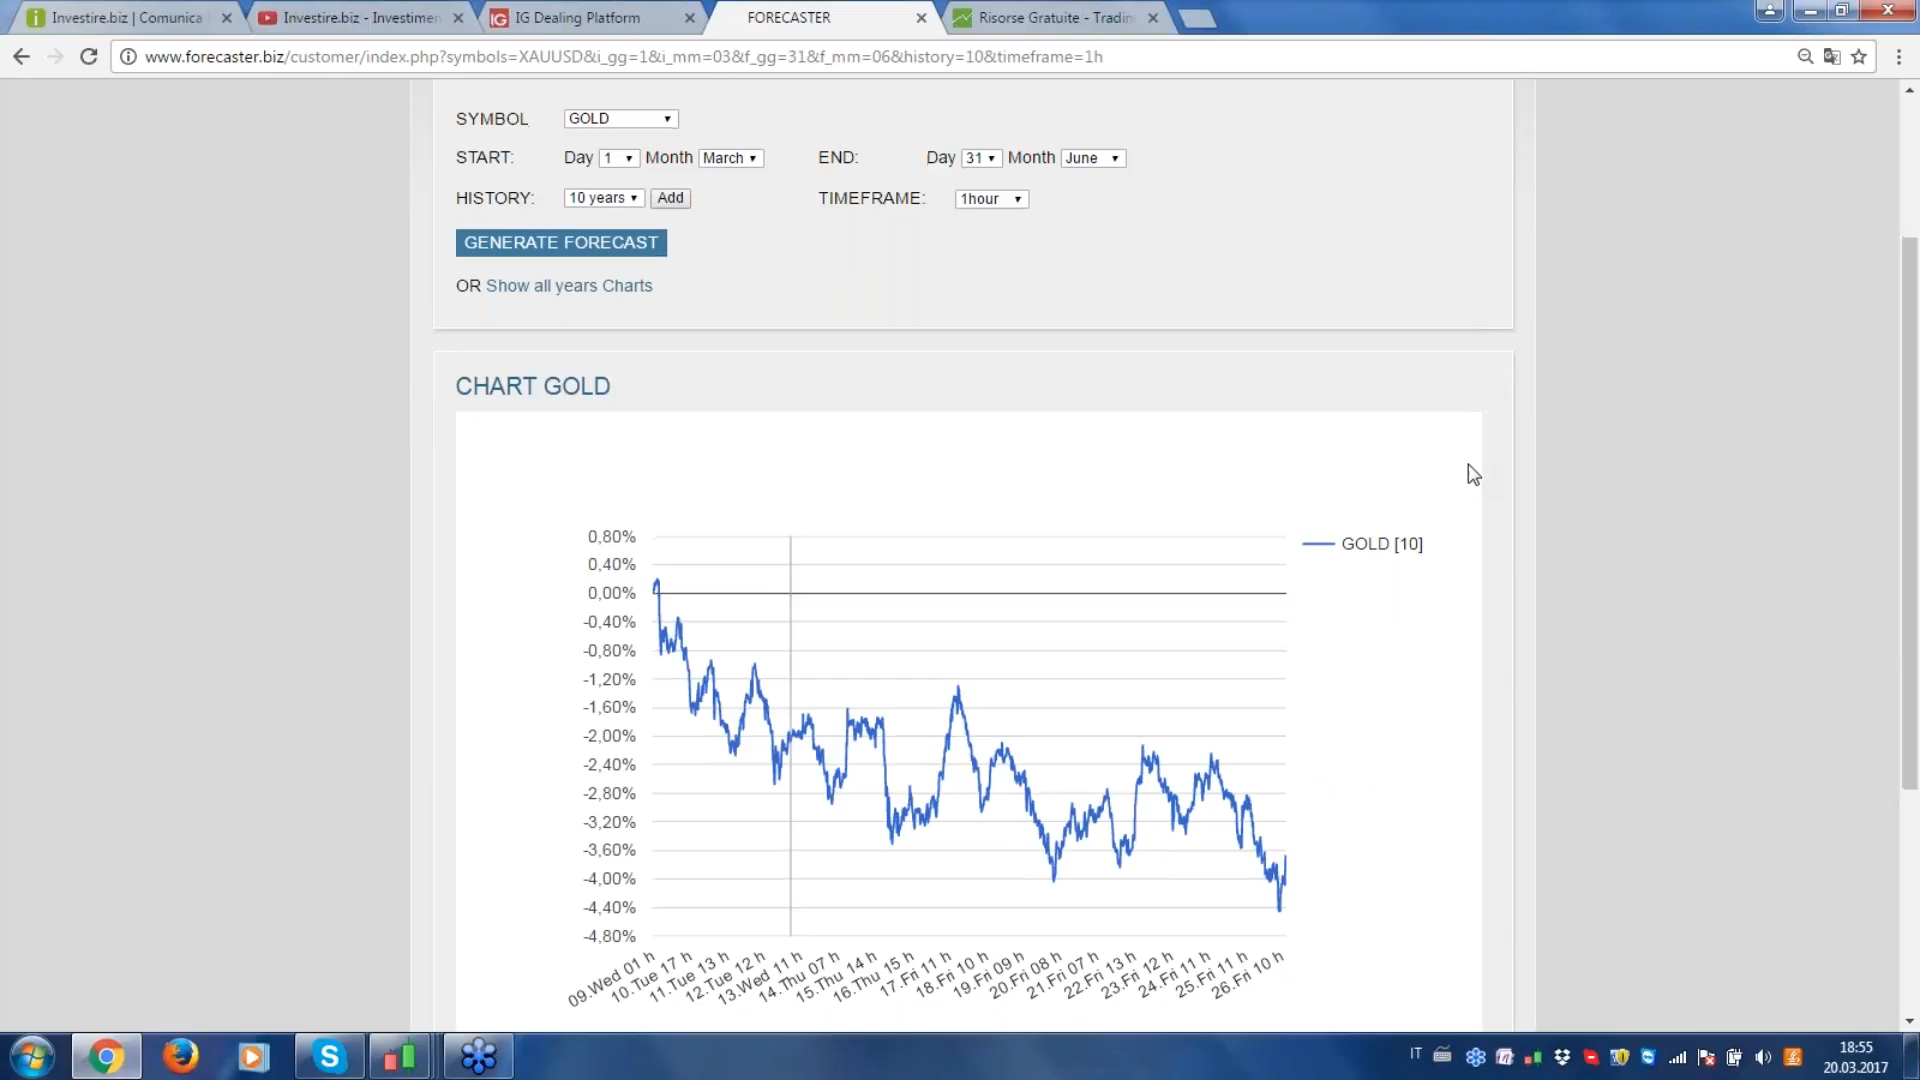 Investire.biz | Comunica
Investire.biz - Investimen
IG Dealing Platform
FORECASTER
Risorse Gratuite - Tradin
www.forecaster.biz/customer/index.php?symbols=XAUUSD&i_gg=1&i_mm=03&f_gg=31&f_mm=06&history=10&timeframe=1h
SYMBOL GOLD
START: Day 1 Month March END: Day 31 Month June
HISTORY: 10 years Add TIMEFRAME: 1hour
GENERATE FORECAST
OR Show all years Charts
CHART GOLD
GOLD [10]
0,80%
0,40%
0,00%
-0,40%
-0,80%
-1,20%
-1,60%
-2,00%
-2,40%
-2,80%
-3,20%
-3,60%
-4,00%
-4,40%
-4,80%
09.Wed 01 h
10.Tue 17 h
11.Tue 13 h
12.Tue 12 h
13.Wed 11 h
14.Thu 07 h
15.Thu 14 h
16.Thu 15 h
17.Fri 11 h
18.Fri 10 h
19.Fri 09 h
20.Fri 08 h
21.Fri 07 h
22.Fri 13 h
23.Fri 12 h
24.Fri 11 h
25.Fri 11 h
26.Fri 10 h
IT
18:55
20.03.2017